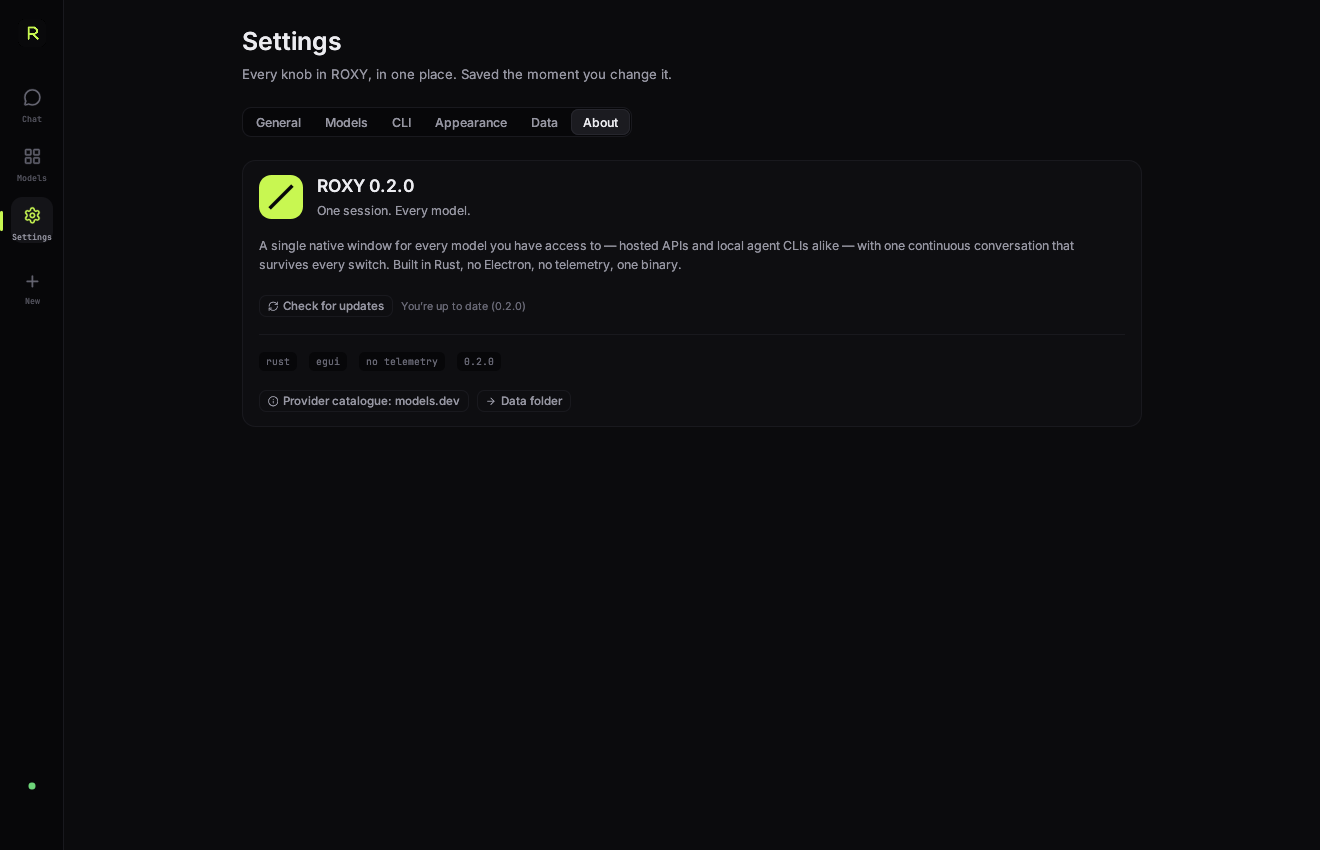 R
Chat
Models
Settings
New
Settings
Every knob in ROXY, in one place. Saved the moment you change it.
General Models CLI Appearance Data About
ROXY 0.2.0
One session. Every model.
A single native window for every model you have access to — hosted APIs and local agent CLIs alike — with one continuous conversation that
survives every switch. Built in Rust, no Electron, no telemetry, one binary.
Check for updates You're up to date (0.2.0)
rust egui no telemetry 0.2.0
Provider catalogue: models.dev Data folder